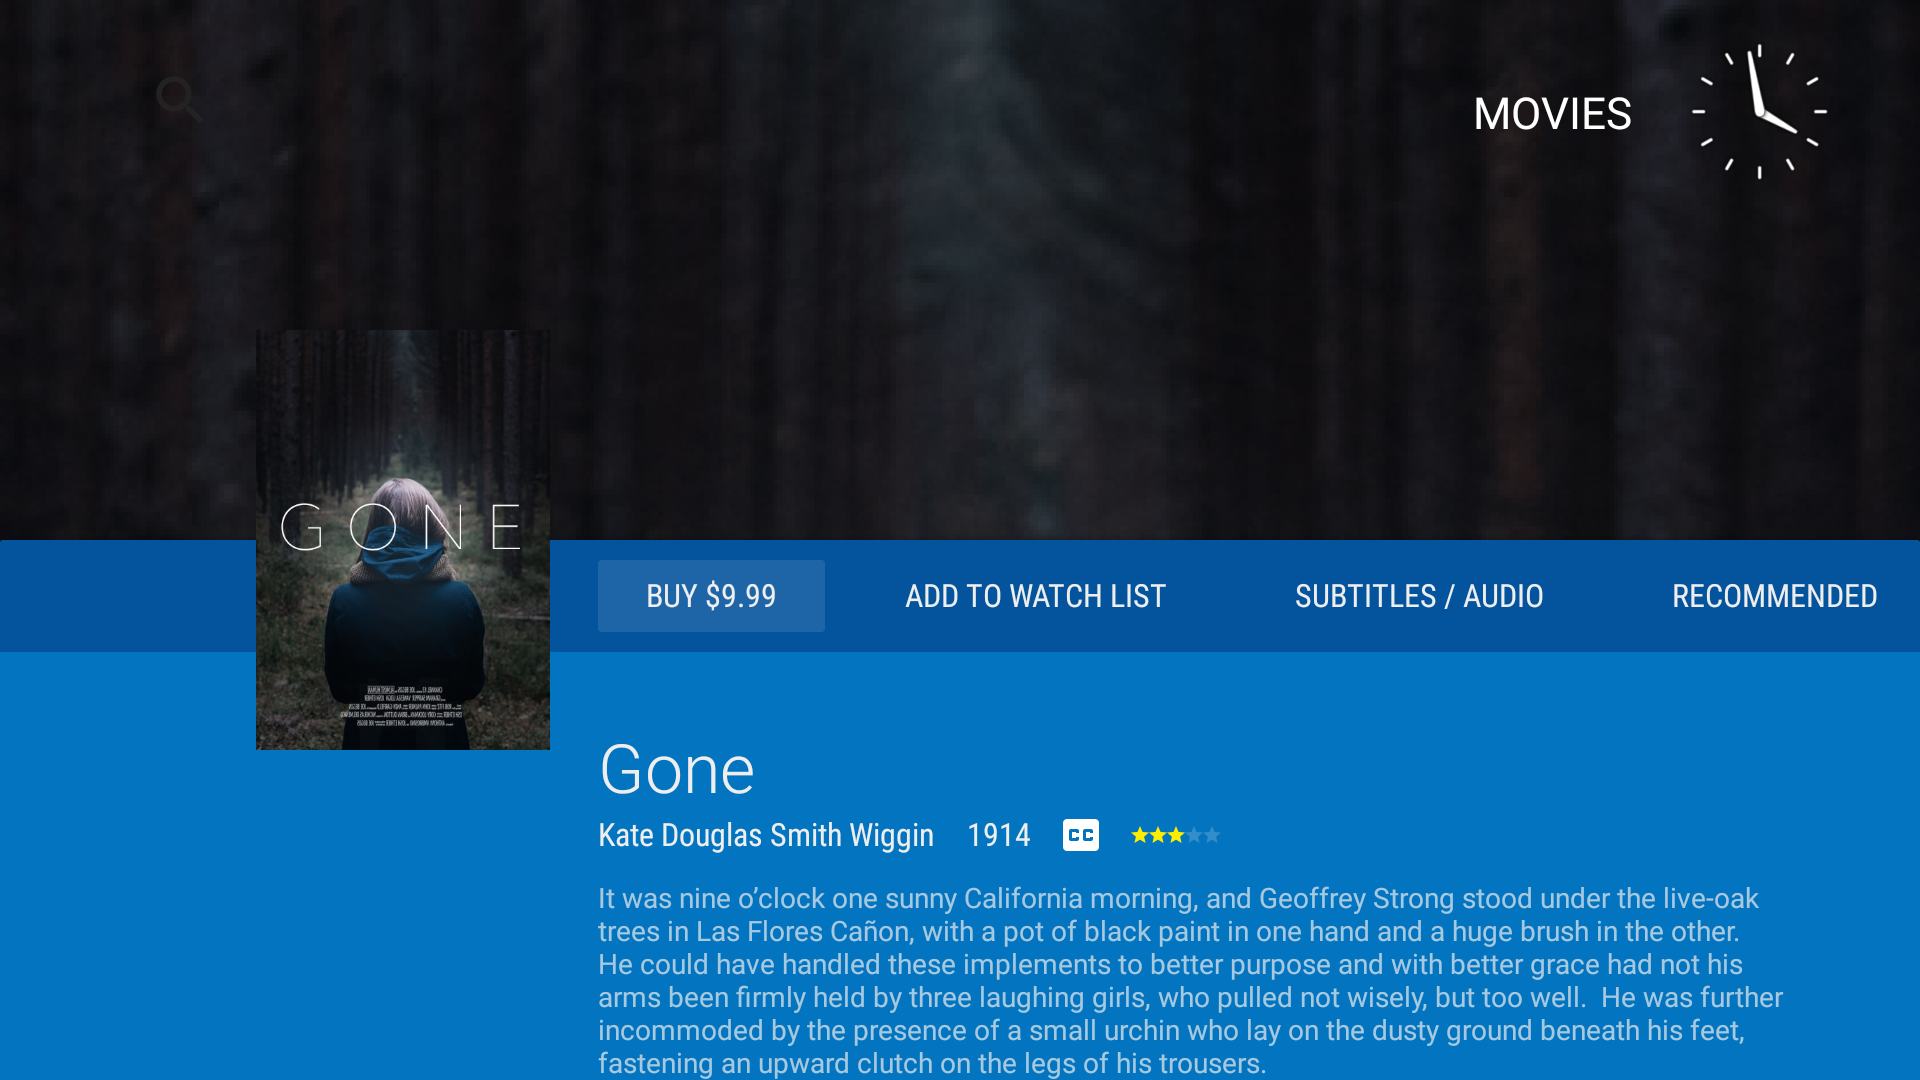 MOVIES
GONE
BUY $9.99
ADD TO WATCH LIST
SUBTITLES / AUDIO
RECOMMENDED
Gone
Kate Douglas Smith Wiggin 1914 CC
It was nine o’clock one sunny California morning, and Geoffrey Strong stood under the live-oak
trees in Las Flores Cañon, with a pot of black paint in one hand and a huge brush in the other.
He could have handled these implements to better purpose and with better grace had not his
arms been firmly held by three laughing girls, who pulled not wisely, but too well.  He was further
incommoded by the presence of a small urchin who lay on the dusty ground beneath his feet,
fastening an upward clutch on the legs of his trousers.